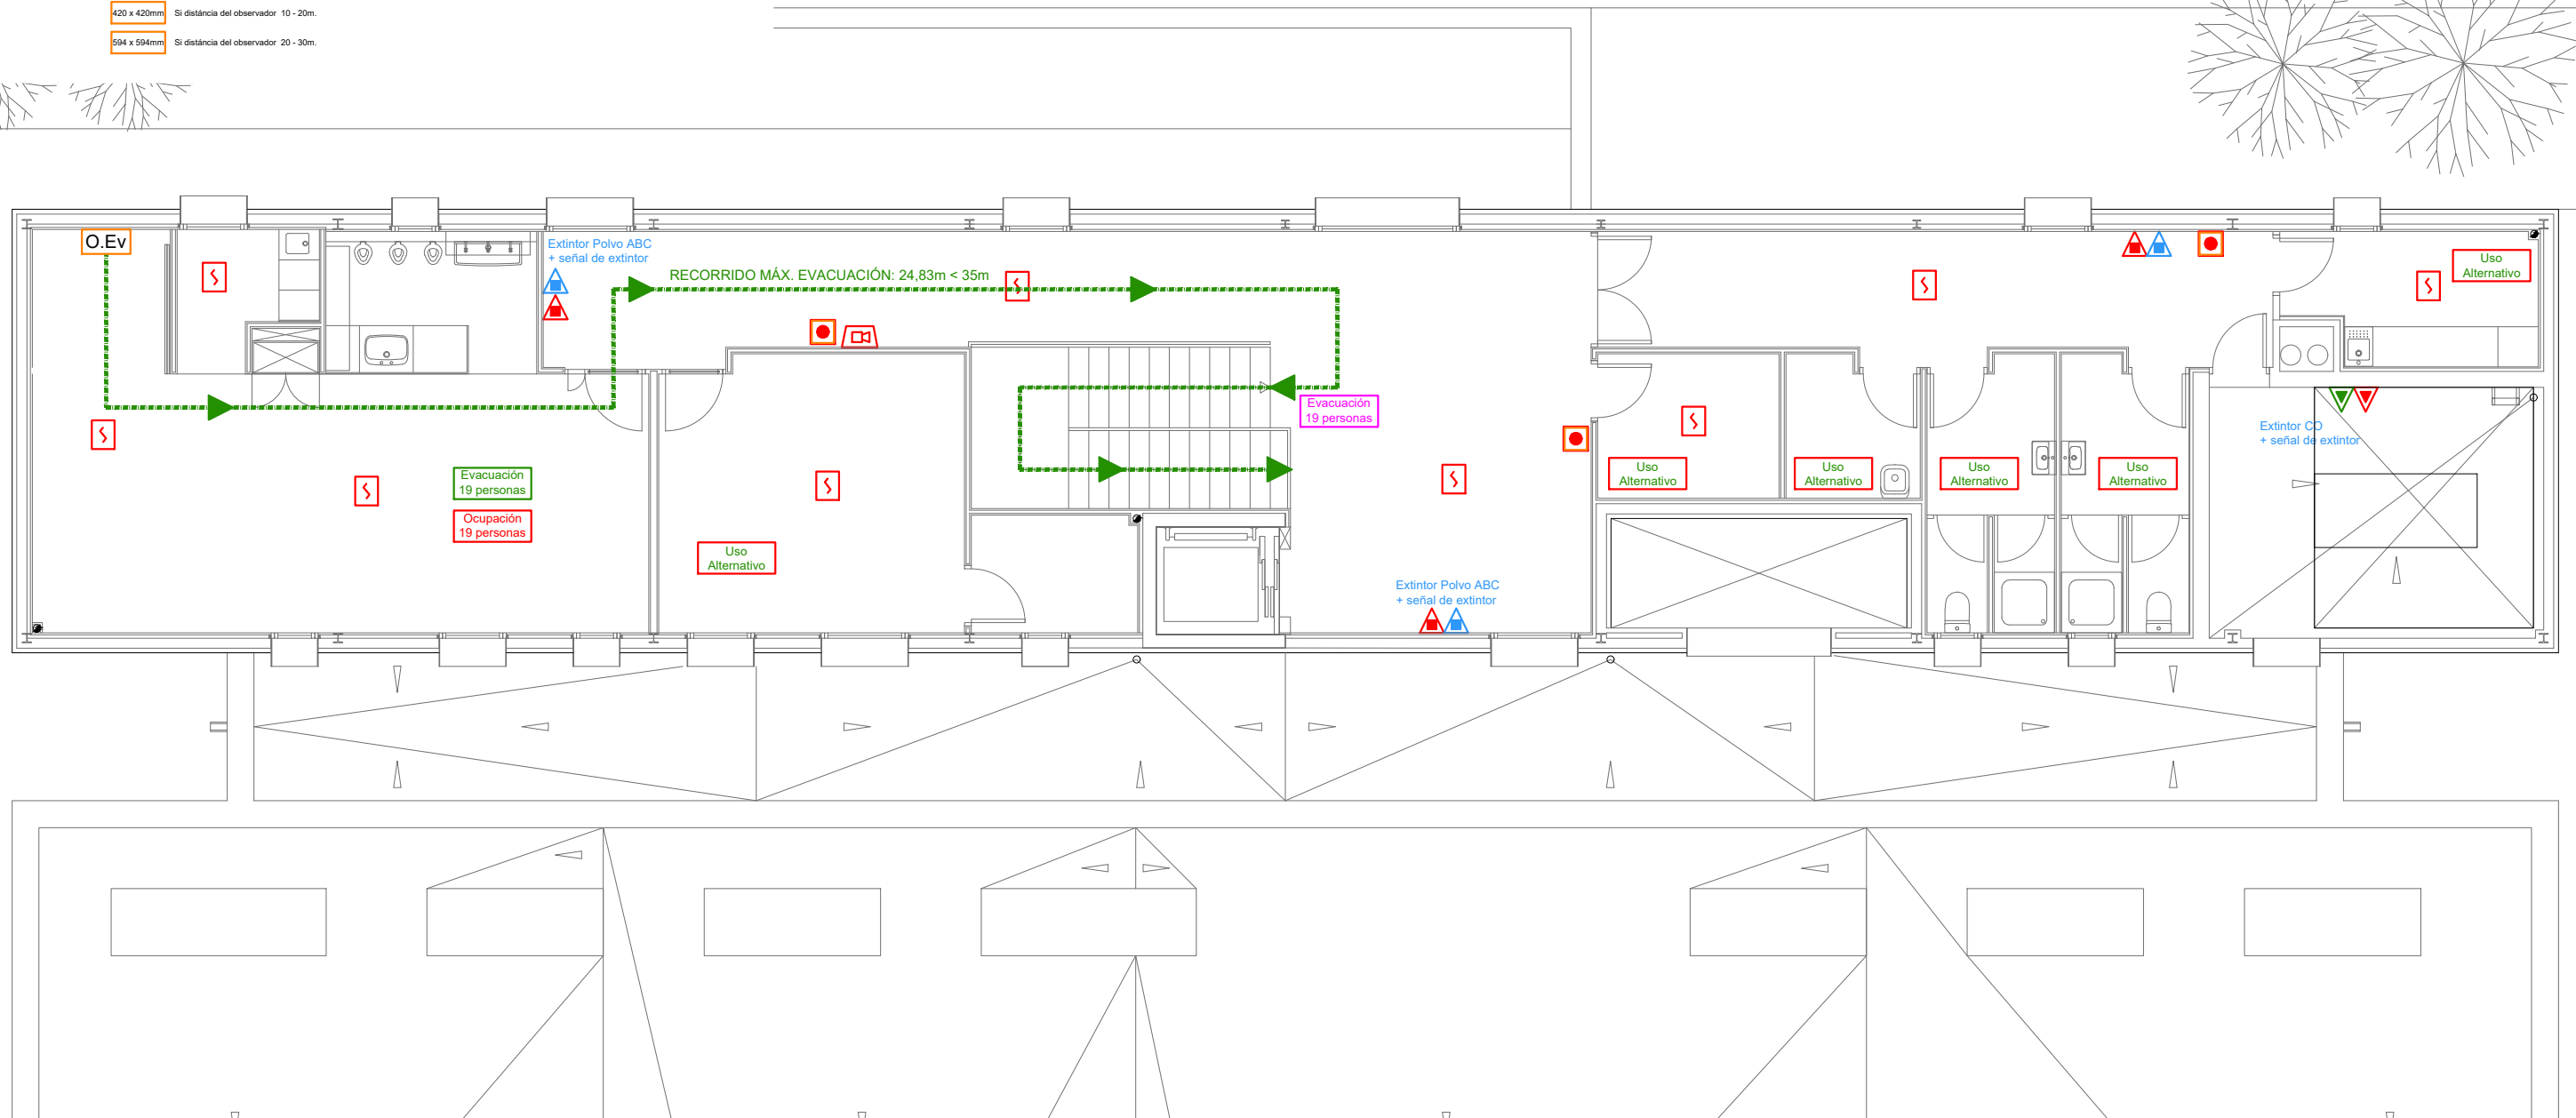 420 x 420mm Si distáncia del observador 10 - 20m.
594 x 594mm Si distáncia del observador 20 - 30m.
O.Ev
Extintor Polvo ABC
+ señal de extintor
RECORRIDO MÁX. EVACUACIÓN: 24,83m < 35m
Uso
Alternativo
Evacuación
19 personas
Extintor CO
+ señal de extintor
Evacuación
19 personas
Ocupación
19 personas
Uso
Alternativo
Uso
Alternativo
Uso
Alternativo
Uso
Alternativo
Uso
Alternativo
Extintor Polvo ABC
+ señal de extintor